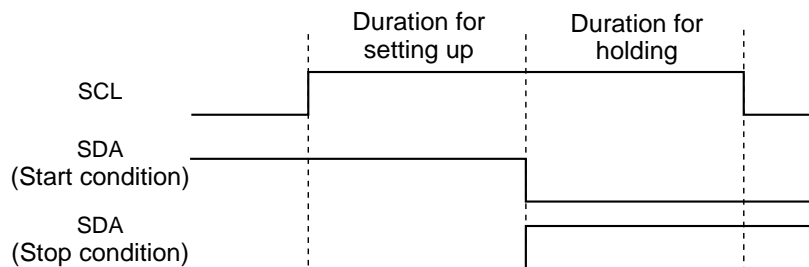 Duration for
setting up
Duration for
holding
SCL
SDA
(Start condition)
SDA
(Stop condition)